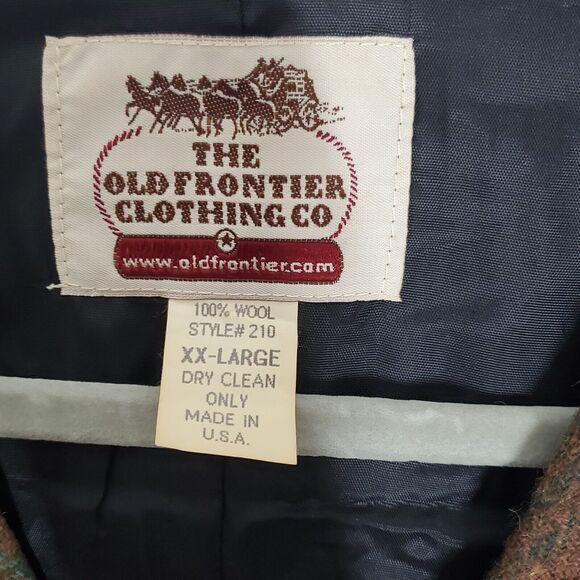 THE
OLD FRONTIER
CLOTHING CO
www.oldfrontier.com
100% WOOL
STYLE# 210
XX-LARGE
DRY CLEAN
ONLY
MADE IN
U.S.A.